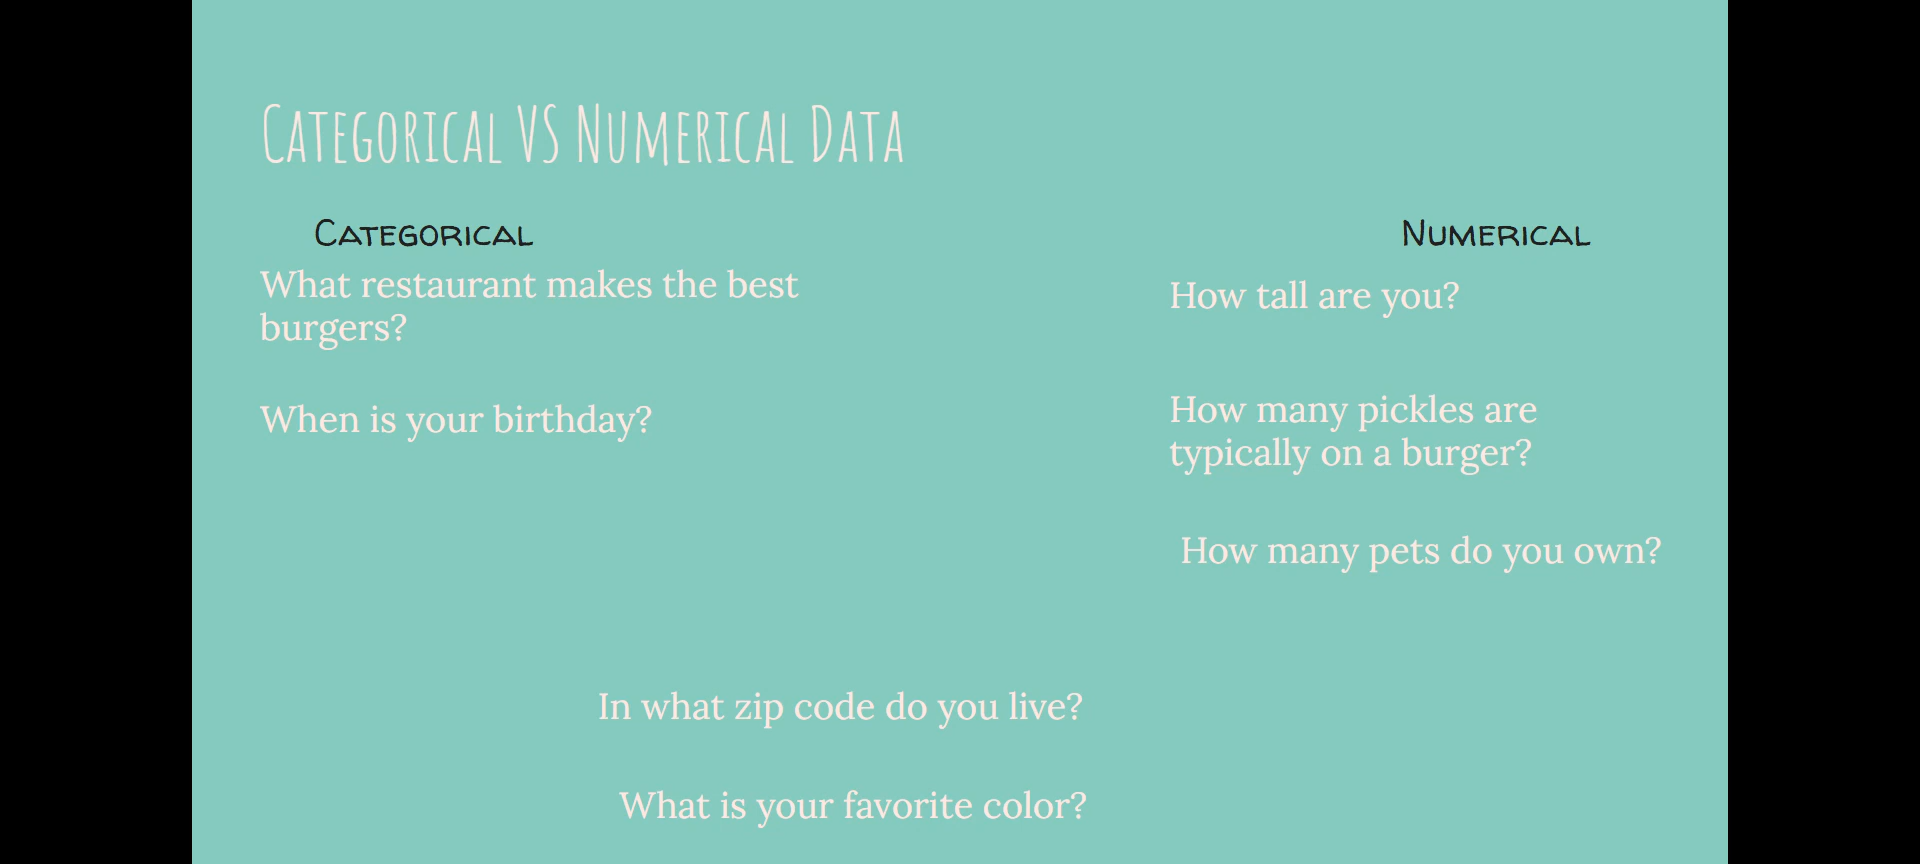 CATEGORICAL VS NUMERICAL DATA
CATEGORICAL
What restaurant makes the best
burgers?
When is your birthday?
NUMERICAL
How tall are you?
How many pickles are
typically on a burger?
How many pets do you own?
In what zip code do you live?
What is your favorite color?